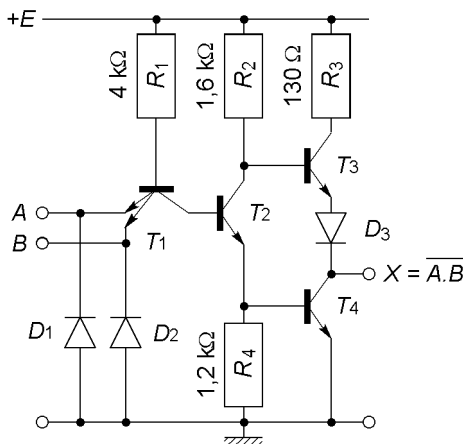 +E
4 kΩ
R1
1,6 kΩ
R2
130 Ω
R3
T3
A
T2
B
T1
D3
X = A.B
D1
D2
T4
1,2 kΩ
R4